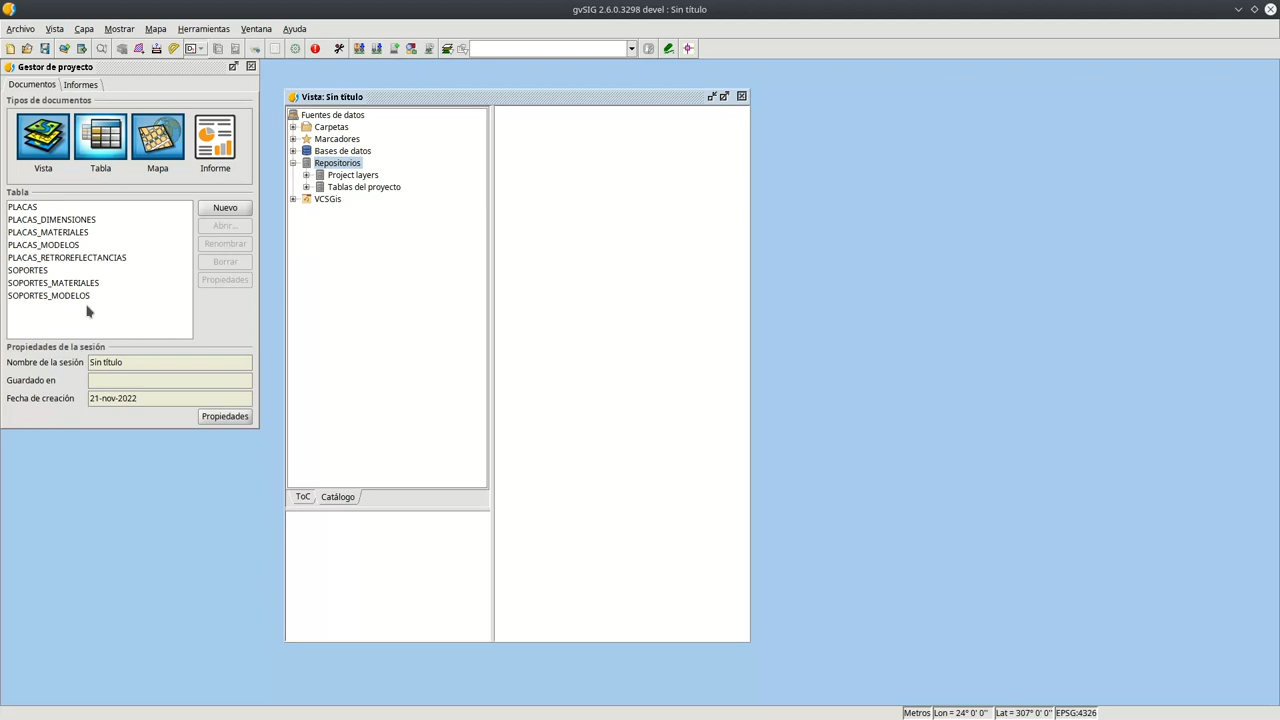 gvSIG 2.6.0.3298 devel : Sin título
Archivo Vista Capa Mostrar Mapa Herramientas Ventana Ayuda
Gestor de proyecto
Documentos Informes
Tipos de documentos
Vista Tabla Mapa Informe
Tabla
PLACAS
PLACAS_DIMENSIONES
PLACAS_MATERIALES
PLACAS_MODELOS
PLACAS_RETROREFLECTANCIAS
SOPORTES
SOPORTES_MATERIALES
SOPORTES_MODELOS
Nuevo
Abrir...
Renombrar
Borrar
Propiedades
Propiedades de la sesión
Nombre de la sesión Sin título
Guardado en
Fecha de creación 21-nov-2022
Propiedades
Vista: Sin título
Fuentes de datos
Carpetas
Marcadores
Bases de datos
Repositorios
Project layers
Tablas del proyecto
VCSGis
ToC Catálogo
Metros Lon = 24° 0' 0" Lat = 307° 0' 0" EPSG:4326